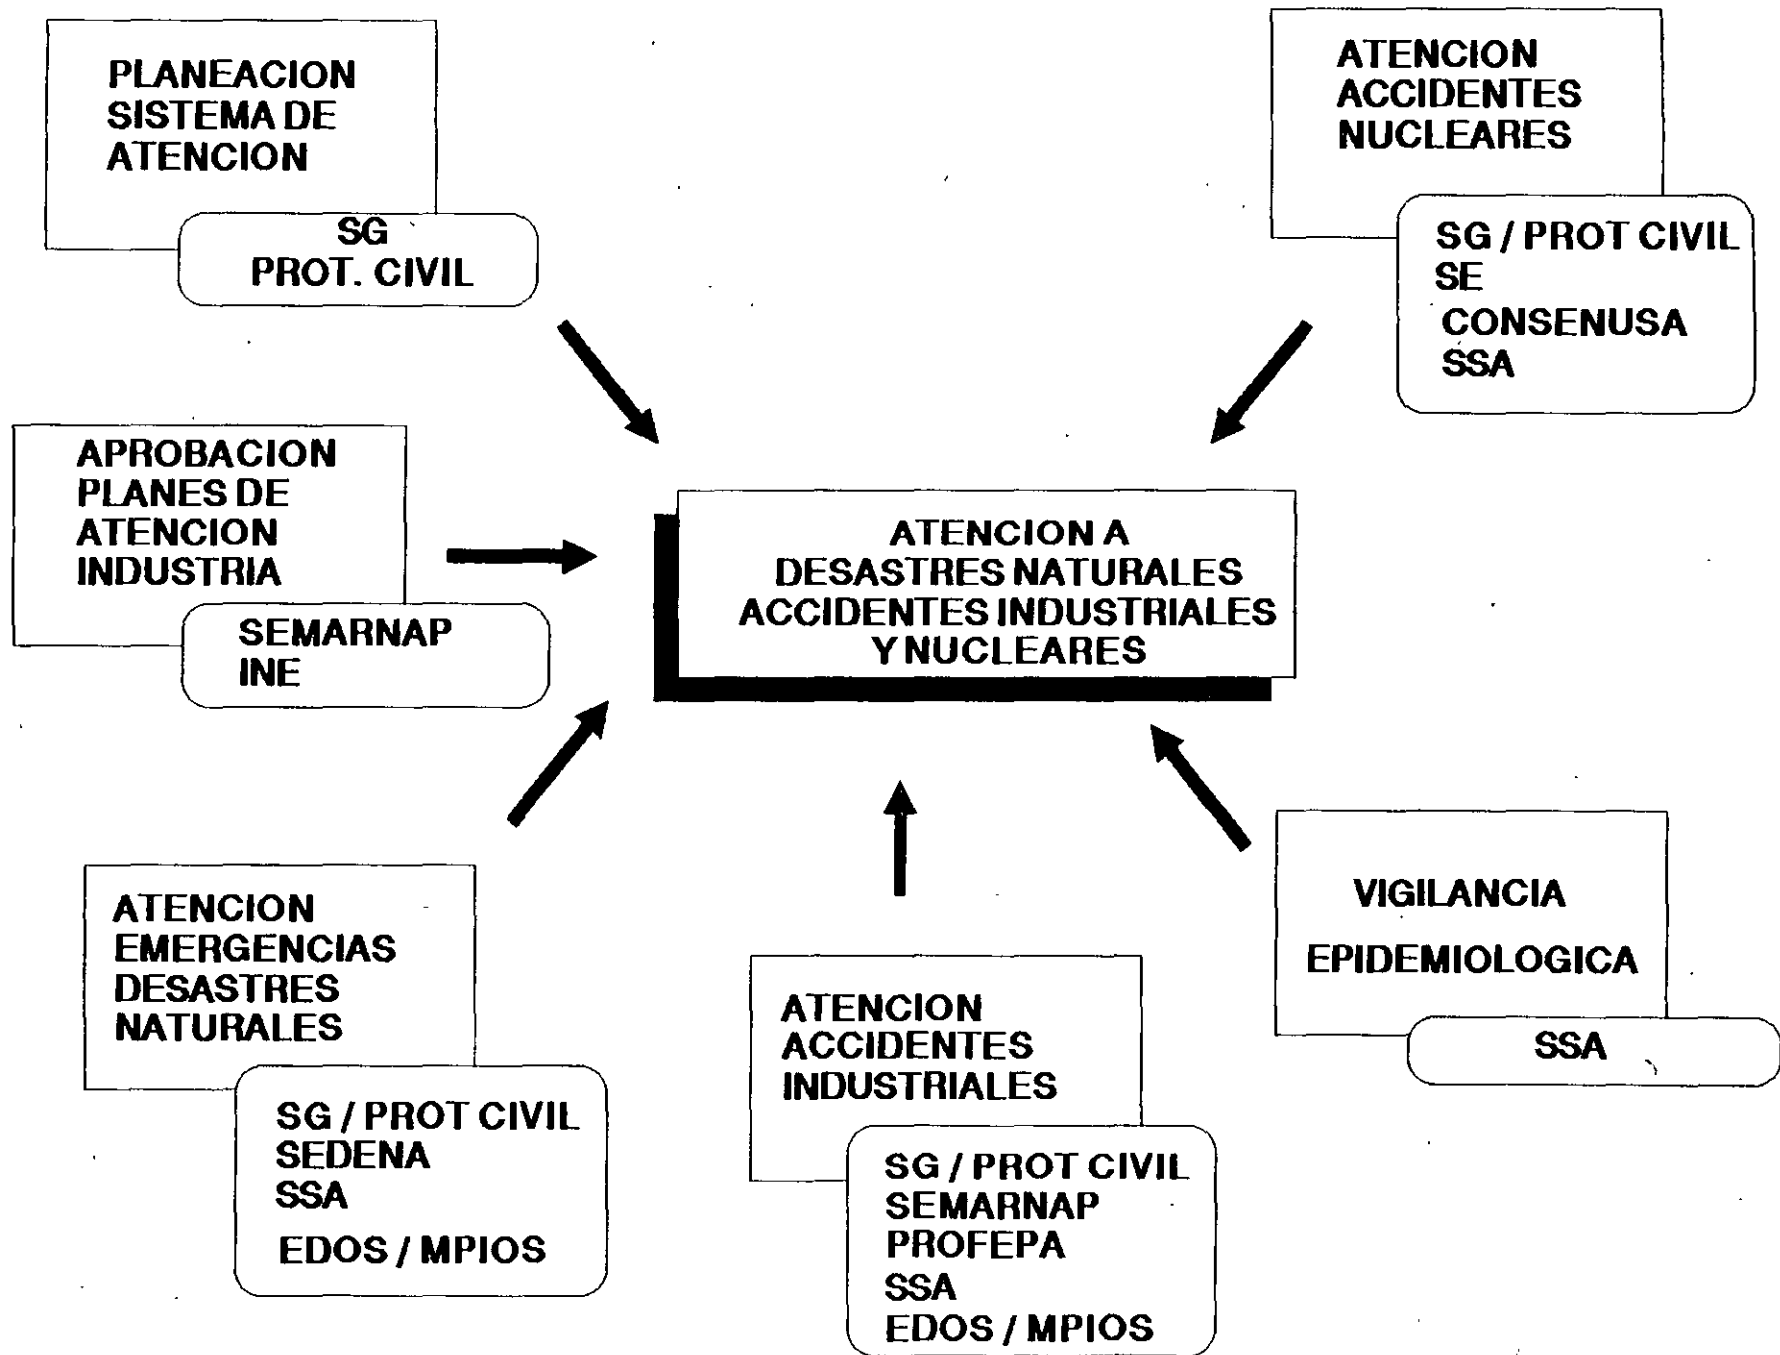 PLANEACION
SISTEMA DE
ATENCION
SG
PROT. CIVIL
ATENCION
ACCIDENTES
NUCLEARES
SG / PROT CIVIL
SE
CONSENUSA
SSA
APROBACION
PLANES DE
ATENCION
INDUSTRIA
SEMARNAP
INE
ATENCION A
DESASTRES NATURALES
ACCIDENTES INDUSTRIALES
Y NUCLEARES
ATENCION
EMERGENCIAS
DESASTRES
NATURALES
SG / PROT CIVIL
SEDENA
SSA
EDOS / MPIOS
ATENCION
ACCIDENTES
INDUSTRIALES
SG / PROT CIVIL
SEMARNAP
PROFEPA
SSA
EDOS / MPIOS
VIGILANCIA
EPIDEMIOLOGICA
SSA